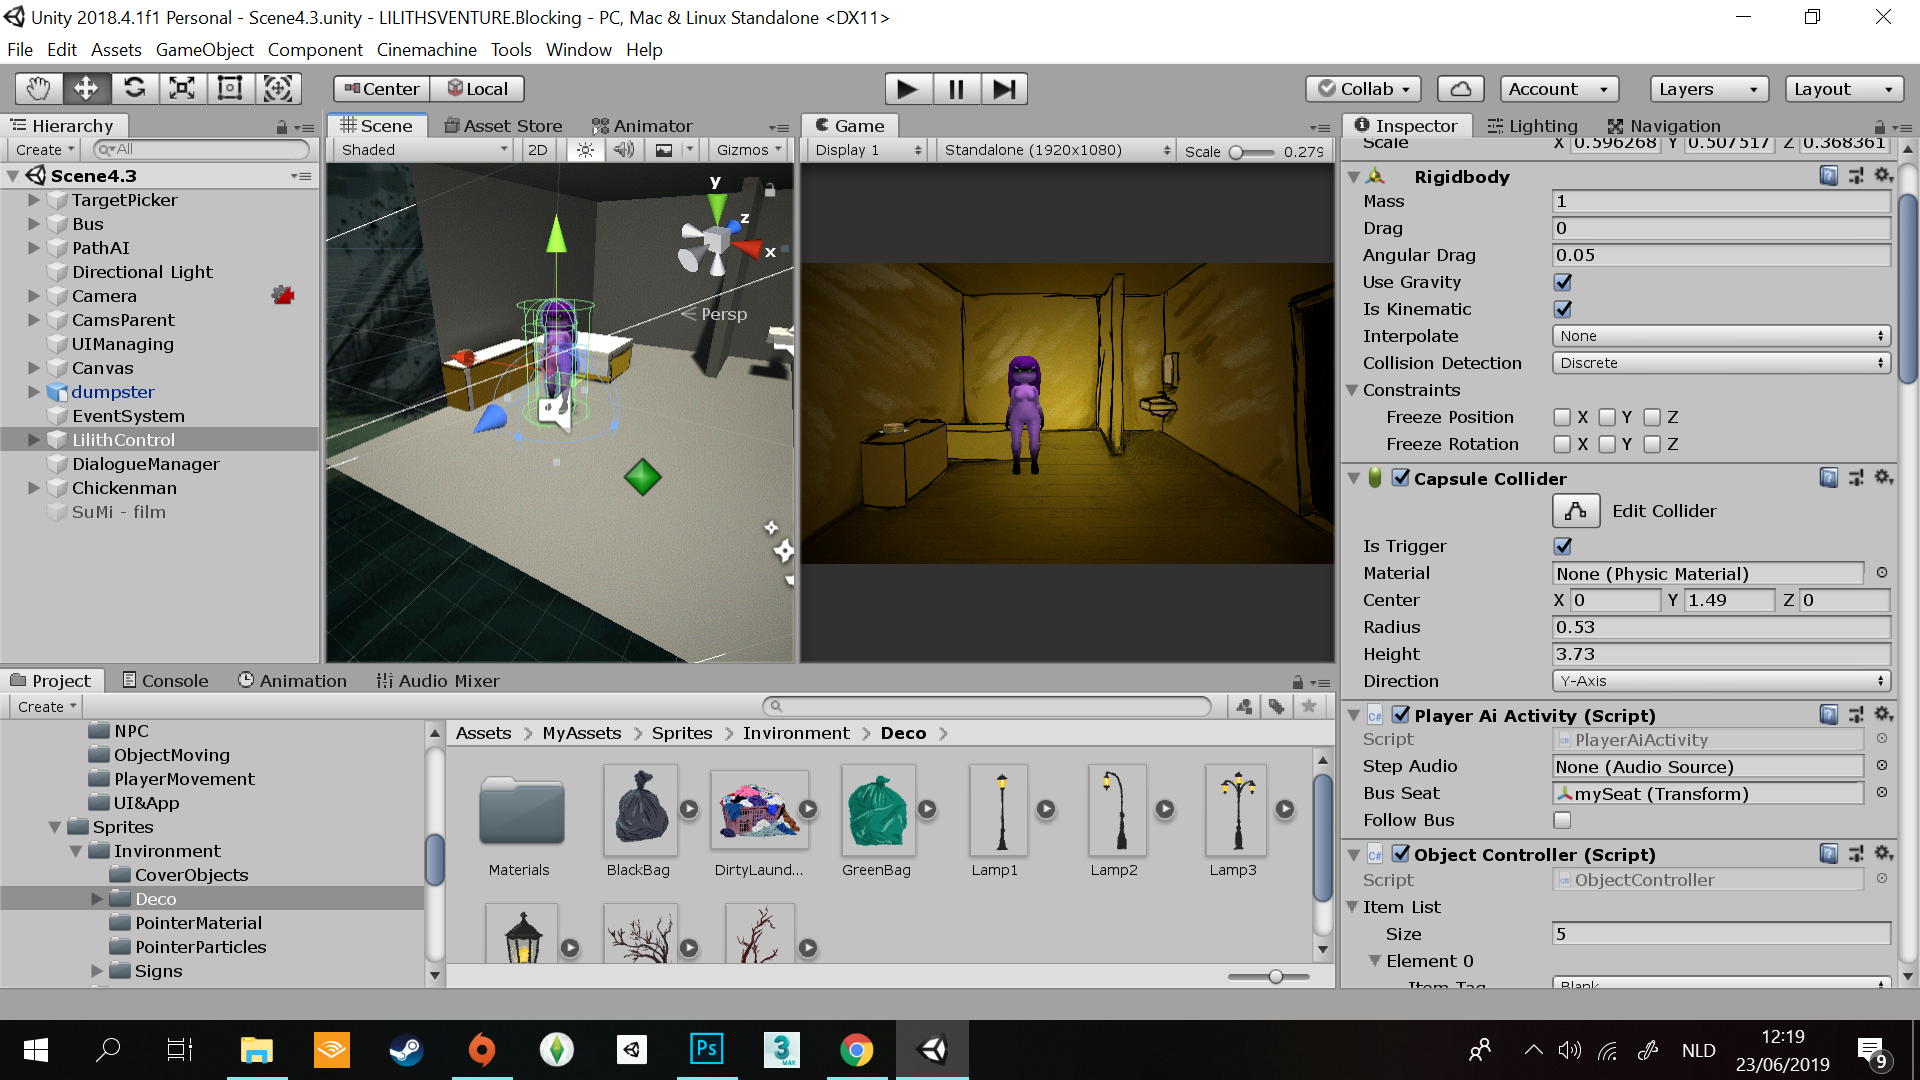 Unity 2018.4.1f1 Personal - Scene4.3.unity - LILITHSVENTURE.Blocking - PC, Mac & Linux Standalone <DX11>
File Edit Assets GameObject Component Cinemachine Tools Window Help
Center Local Collab Account Layers Layout
Hierarchy
Create All
Scene4.3
TargetPicker
Bus
PathAI
Directional Light
Camera
CamsParent
UIManaging
Canvas
dumpster
EventSystem
LilithControl
DialogueManager
Chickenman
SuMi - film
Scene Asset Store Animator
Shaded 2D Gizmos
y
z
x
Persp
Game
Display 1 Standalone (1920x1080) Scale 0.279
Inspector Lighting Navigation
Scale X 0.596268 Y 0.507517 Z 0.368361
Rigidbody
Mass 1
Drag 0
Angular Drag 0.05
Use Gravity
Is Kinematic
Interpolate None
Collision Detection Discrete
Constraints
Freeze Position X Y Z
Freeze Rotation X Y Z
Capsule Collider
Edit Collider
Is Trigger
Material None (Physic Material)
Center X 0 Y 1.49 Z 0
Radius 0.53
Height 3.73
Direction Y-Axis
Player Ai Activity (Script)
Script PlayerAiActivity
Step Audio None (Audio Source)
Bus Seat mySeat (Transform)
Follow Bus
Object Controller (Script)
Script ObjectController
Item List
Size 5
Element 0
Item Tag Blank
Project Console Animation Audio Mixer
Create
NPC
ObjectMoving
PlayerMovement
UI&App
Sprites
Invironment
CoverObjects
Deco
PointerMaterial
PointerParticles
Signs
Assets MyAssets Sprites Invironment Deco
Materials BlackBag DirtyLaund... GreenBag Lamp1 Lamp2 Lamp3
Ps
3
MAX
NLD
12:19
23/06/2019
9